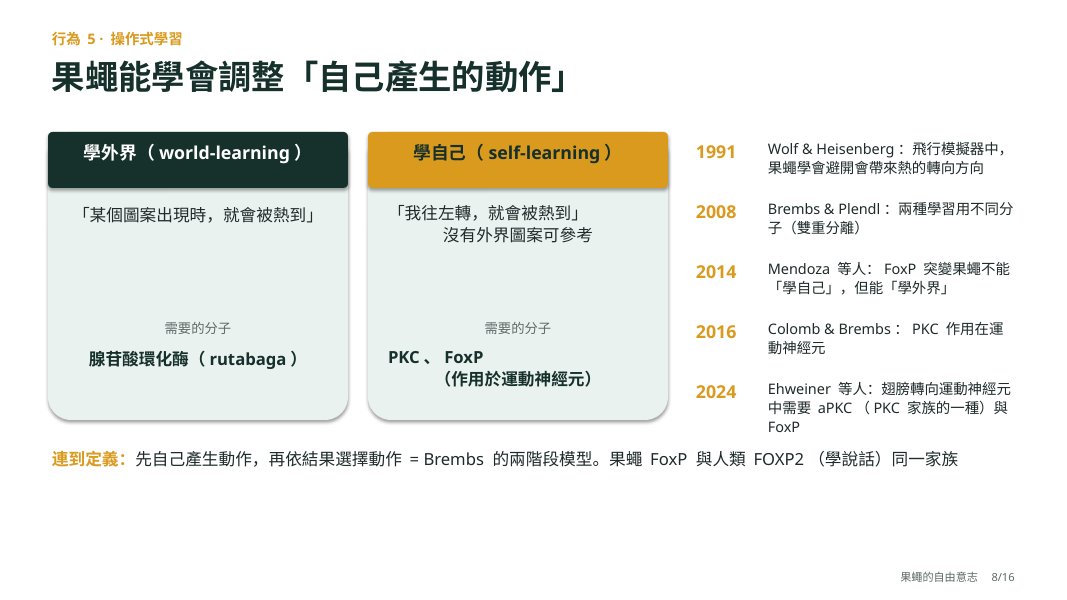 行為 5· 操作式學習
果蠅能學會調整「自己產生的動作」
學外界（ world-learning ）
「某個圖案出現時，就會被熱到」
需要的分子
腺苷酸環化酶（ rutabaga ）
學自己（ self-learning ）
「我往左轉，就會被熱到」
沒有外界圖案可參考
需要的分子
PKC 、 FoxP
（作用於運動神經元）
1991
Wolf & Heisenberg ：飛行模擬器中，
果蠅學會避開會帶來熱的轉向方向
2008
Brembs & Plendl ：兩種學習用不同分
子（雙重分離）
2014
Mendoza 等人： FoxP 突變果蠅不能
「學自己」，但能「學外界」
2016
Colomb & Brembs ： PKC 作用在運
動神經元
2024
Ehweiner 等人：翅膀轉向運動神經元
中需要 aPKC （ PKC 家族的一種）與
FoxP
連到定義：先自己產生動作，再依結果選擇動作 = Brembs 的兩階段模型。果蠅 FoxP 與人類 FOXP2 （學說話）同一家族
果蠅的自由意志 8/16